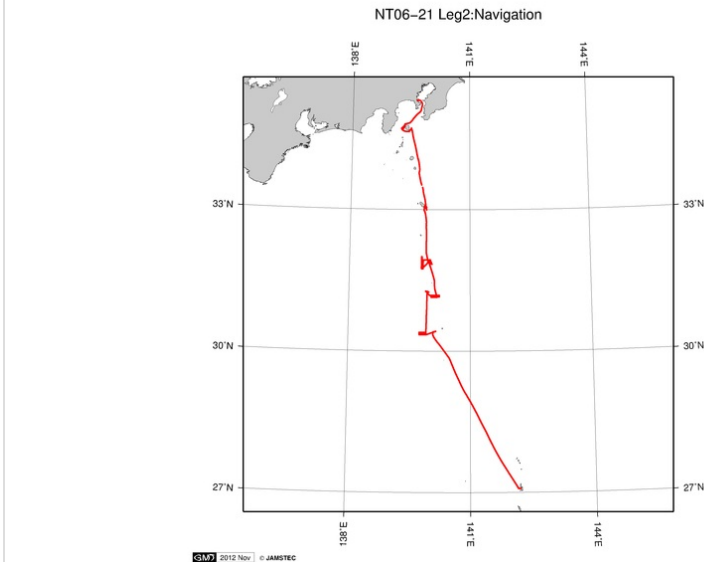 NT06-21 Leg2:Navigation
138˚E 141˚E 144˚E
33˚N 33˚N
30˚N 30˚N
27˚N 27˚N
138˚E 141˚E 144˚E
GMD 2012 Nov © JAMSTEC